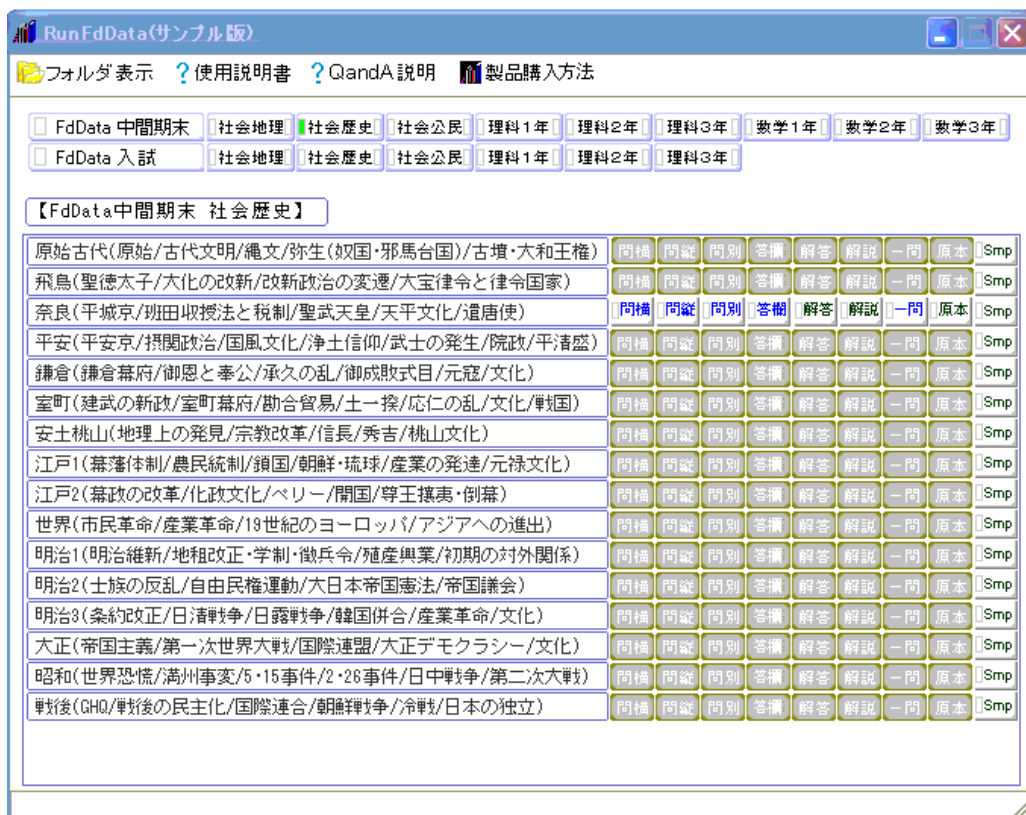 RunFdData(サンプル版)
フォルダ表示 ?使用説明書 ?QandA説明 製品購入方法
FdData 中間期末 社会地理 社会歴史 社会公民 理科1年 理科2年 理科3年 数学1年 数学2年 数学3年
FdData 入試 社会地理 社会歴史 社会公民 理科1年 理科2年 理科3年
【FdData中間期末 社会歴史】
原始古代(原始/古代文明/縄文/弥生(奴国・邪馬台国)/古墳・大和王権) 問横 問縦 問別 答欄 解答 解説 一問 原本 Smp
飛鳥(聖徳太子/大化の改新/改新政治の変遷/大宝律令と律令国家) 問横 問縦 問別 答欄 解答 解説 一問 原本 Smp
奈良(平城京/班田収授法と税制/聖武天皇/天平文化/遣唐使) 問横 問縦 問別 答欄 解答 解説 一問 原本 Smp
平安(平安京/摂関政治/国風文化/浄土信仰/武士の発生/院政/平清盛) 問横 問縦 問別 答欄 解答 解説 一問 原本 Smp
鎌倉(鎌倉幕府/御恩と奉公/承久の乱/御成敗式目/元寇/文化) 問横 問縦 問別 答欄 解答 解説 一問 原本 Smp
室町(建武の新政/室町幕府/勘合貿易/土一揆/応仁の乱/文化/戦国) 問横 問縦 問別 答欄 解答 解説 一問 原本 Smp
安土桃山(地理上の発見/宗教改革/信長/秀吉/桃山文化) 問横 問縦 問別 答欄 解答 解説 一問 原本 Smp
江戸1(幕藩体制/農民統制/鎖国/朝鮮・琉球/産業の発達/元禄文化) 問横 問縦 問別 答欄 解答 解説 一問 原本 Smp
江戸2(幕政の改革/化政文化/ペリー/開国/尊王攘夷・倒幕) 問横 問縦 問別 答欄 解答 解説 一問 原本 Smp
世界(市民革命/産業革命/19世紀のヨーロッパ/アジアへの進出) 問横 問縦 問別 答欄 解答 解説 一問 原本 Smp
明治1(明治維新/地租改正・学制・徴兵令/殖産興業/初期の対外関係) 問横 問縦 問別 答欄 解答 解説 一問 原本 Smp
明治2(士族の反乱/自由民権運動/大日本帝国憲法/帝国議会) 問横 問縦 問別 答欄 解答 解説 一問 原本 Smp
明治3(条約改正/日清戦争/日露戦争/韓国併合/産業革命/文化) 問横 問縦 問別 答欄 解答 解説 一問 原本 Smp
大正(帝国主義/第一次世界大戦/国際連盟/大正デモクラシー/文化) 問横 問縦 問別 答欄 解答 解説 一問 原本 Smp
昭和(世界恐慌/満州事変/5・15事件/2・26事件/日中戦争/第二次大戦) 問横 問縦 問別 答欄 解答 解説 一問 原本 Smp
戦後(GHQ/戦後の民主化/国際連合/朝鮮戦争/冷戦/日本の独立) 問横 問縦 問別 答欄 解答 解説 一問 原本 Smp